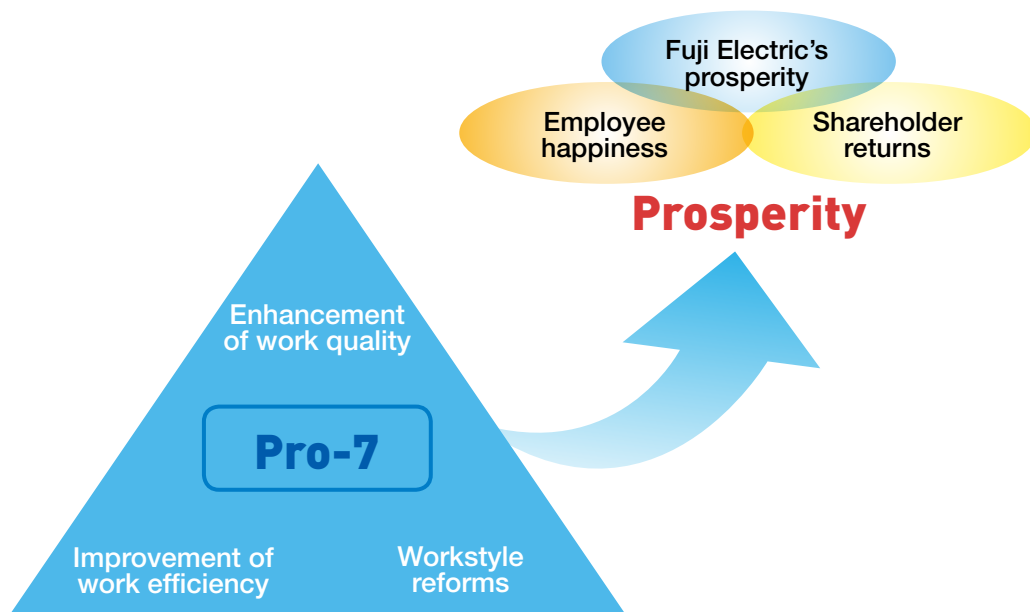 Fuji Electric’s
prosperity
Employee
happiness
Shareholder
returns
Prosperity
Enhancement
of work quality
Pro-7
Improvement of
work efficiency
Workstyle
reforms